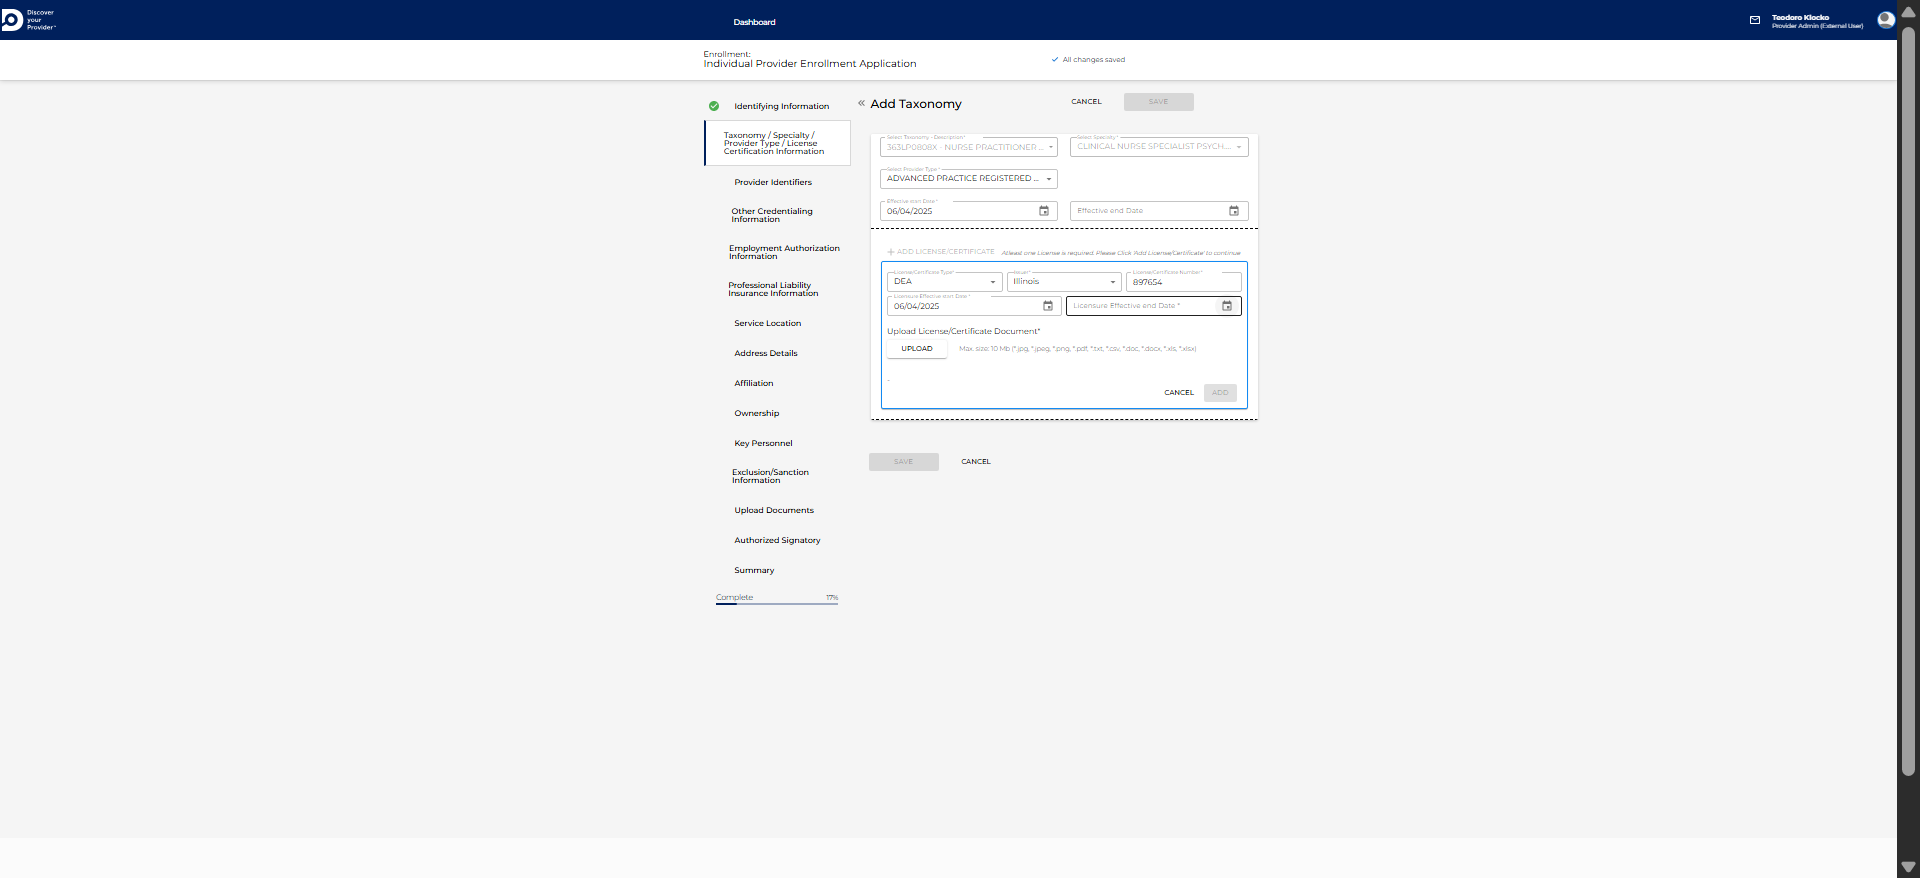 Discover
your
Provider
Dashboard
Teodoro Klocko
Provider Admin (External User)
Enrollment:
Individual Provider Enrollment Application
All changes saved
Identifying Information
Taxonomy / Specialty /
Provider Type / License
Certification Information
Provider Identifiers
Other Credentialing
Information
Employment Authorization
Information
Professional Liability
Insurance Information
Service Location
Address Details
Affiliation
Ownership
Key Personnel
Exclusion/Sanction
Information
Upload Documents
Authorized Signatory
Summary
Complete 17%
« Add Taxonomy
CANCEL SAVE
Select Taxonomy - Description*
363LP0808X - NURSE PRACTITIONER ...
Select Specialty*
CLINICAL NURSE SPECIALIST PSYCH...
Select Provider Type*
ADVANCED PRACTICE REGISTERED ...
Effective start Date*
06/04/2025
Effective end Date
+ ADD LICENSE/CERTIFICATE Atleast one License is required. Please Click 'Add License/Certificate' to continue
License/Certificate Type*
DEA
Issuer*
Illinois
License/Certificate Number*
897654
Licensure Effective start Date*
06/04/2025
Licensure Effective end Date *
Upload License/Certificate Document*
UPLOAD Max. size: 10 Mb (*.jpg, *.jpeg, *.png, *.pdf, *.txt, *.csv, *.doc, *.docx, *.xls, *.xlsx)
CANCEL ADD
SAVE CANCEL